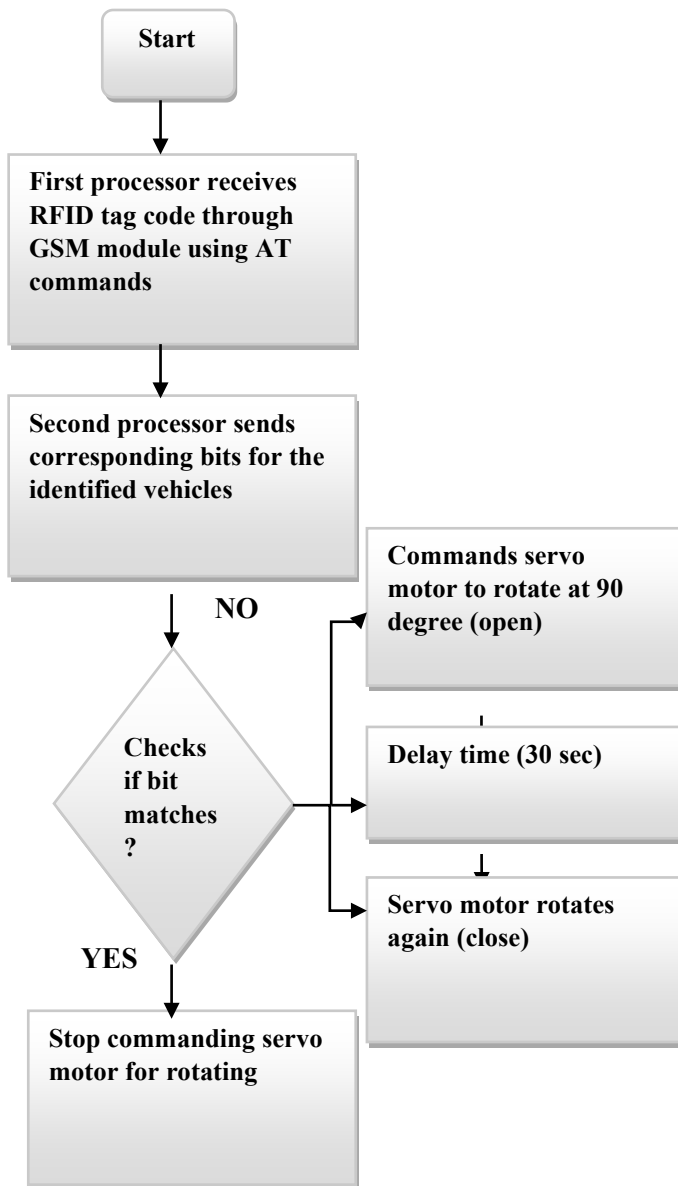 Start
First processor receives
RFID tag code through
GSM module using AT
commands
Second processor sends
corresponding bits for the
identified vehicles
NO
Commands servo
motor to rotate at 90
degree (open)
Checks
if bit
matches
?
Delay time (30 sec)
Servo motor rotates
again (close)
YES
Stop commanding servo
motor for rotating